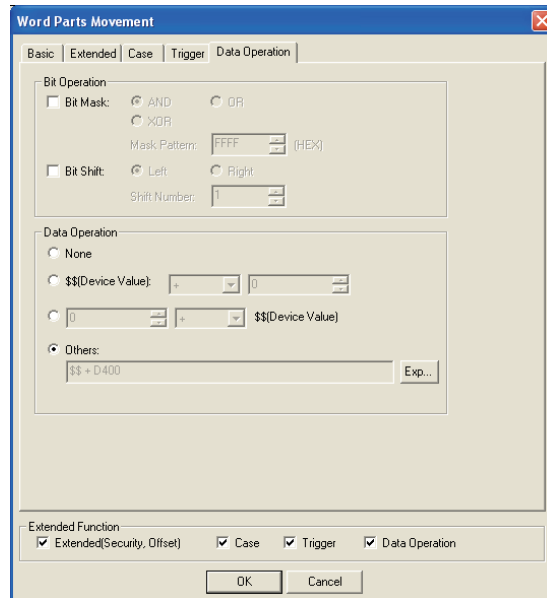 Word Parts Movement
Basic Extended Case Trigger Data Operation
Bit Operation
Bit Mask: AND OR
XOR
Mask Pattern: FFFF (HEX)
Bit Shift: Left Right
Shift Number: 1
Data Operation
None
$$(Device Value): + 0
0 + $$(Device Value)
Others:
$$ + D400 Exp...
Extended Function
Extended(Security, Offset) Case Trigger Data Operation
OK Cancel